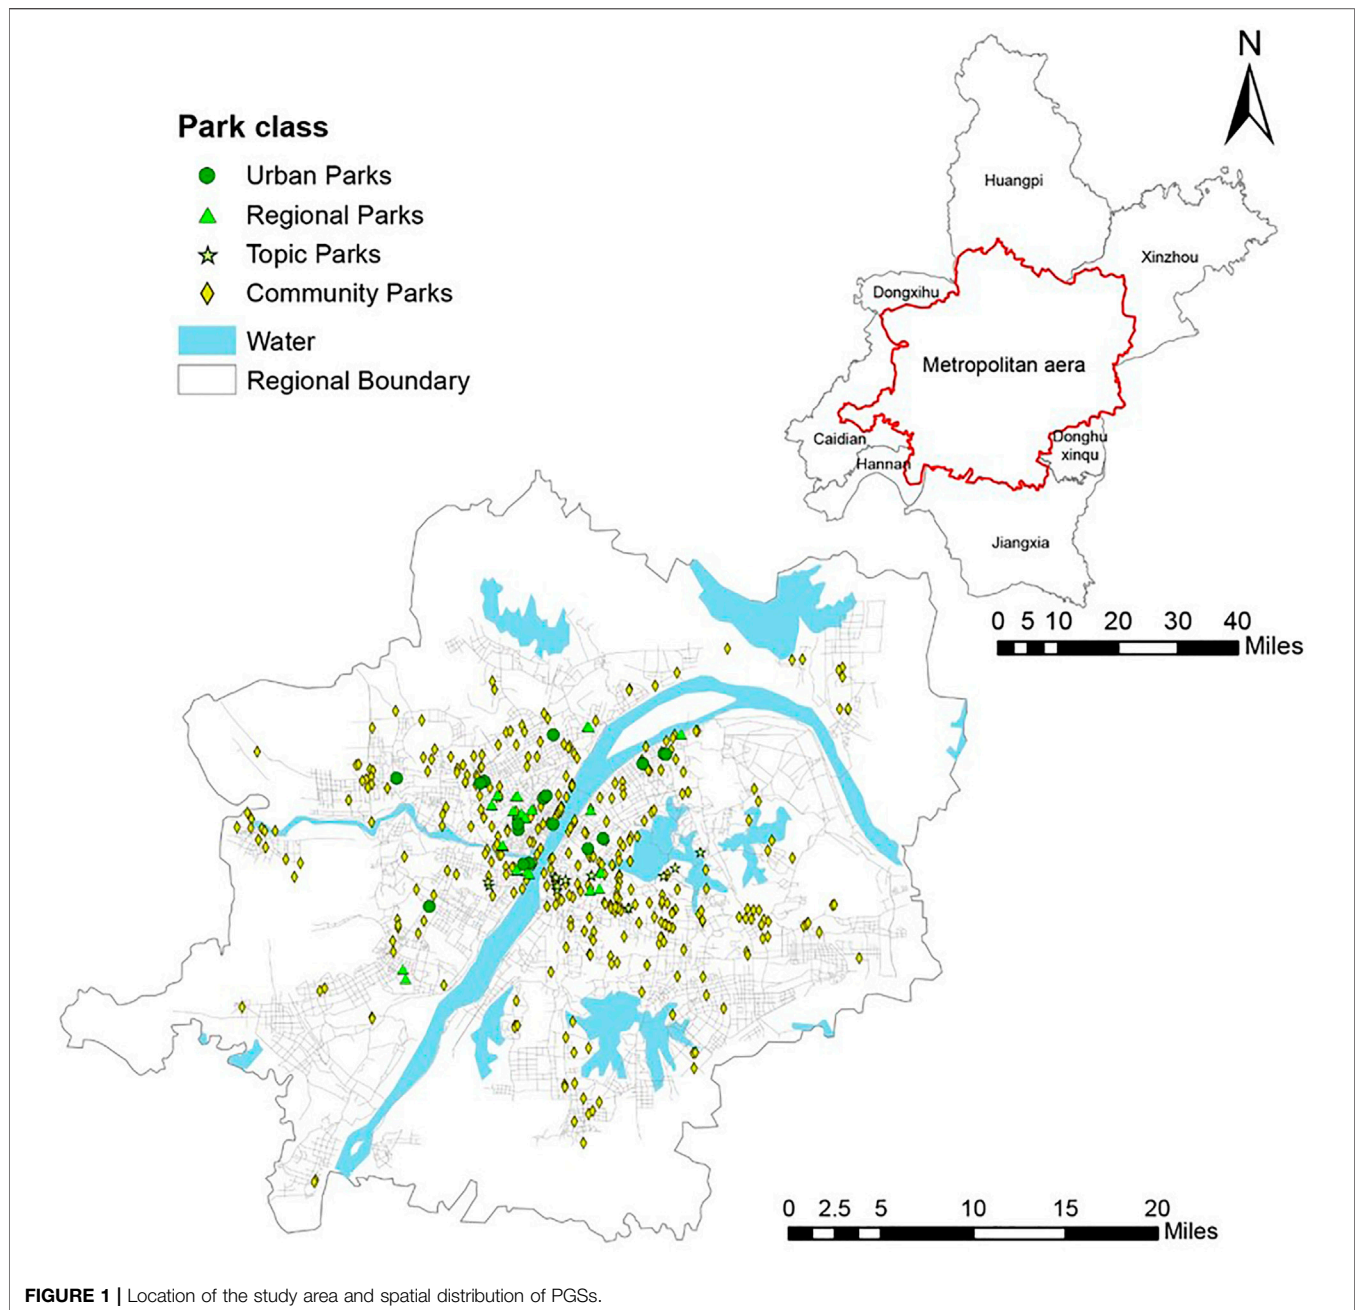 N
Park class
Urban Parks
Regional Parks
Topic Parks
Community Parks
Water
Regional Boundary
Huangpi
Xinzhou
Dongxihu
Metropolitan aera
Caidian
Hannan
Donghu
xinqu
Jiangxia
0 5 10 20 30 40
Miles
0 2.5 5 10 15 20
Miles
FIGURE 1 | Location of the study area and spatial distribution of PGSs.